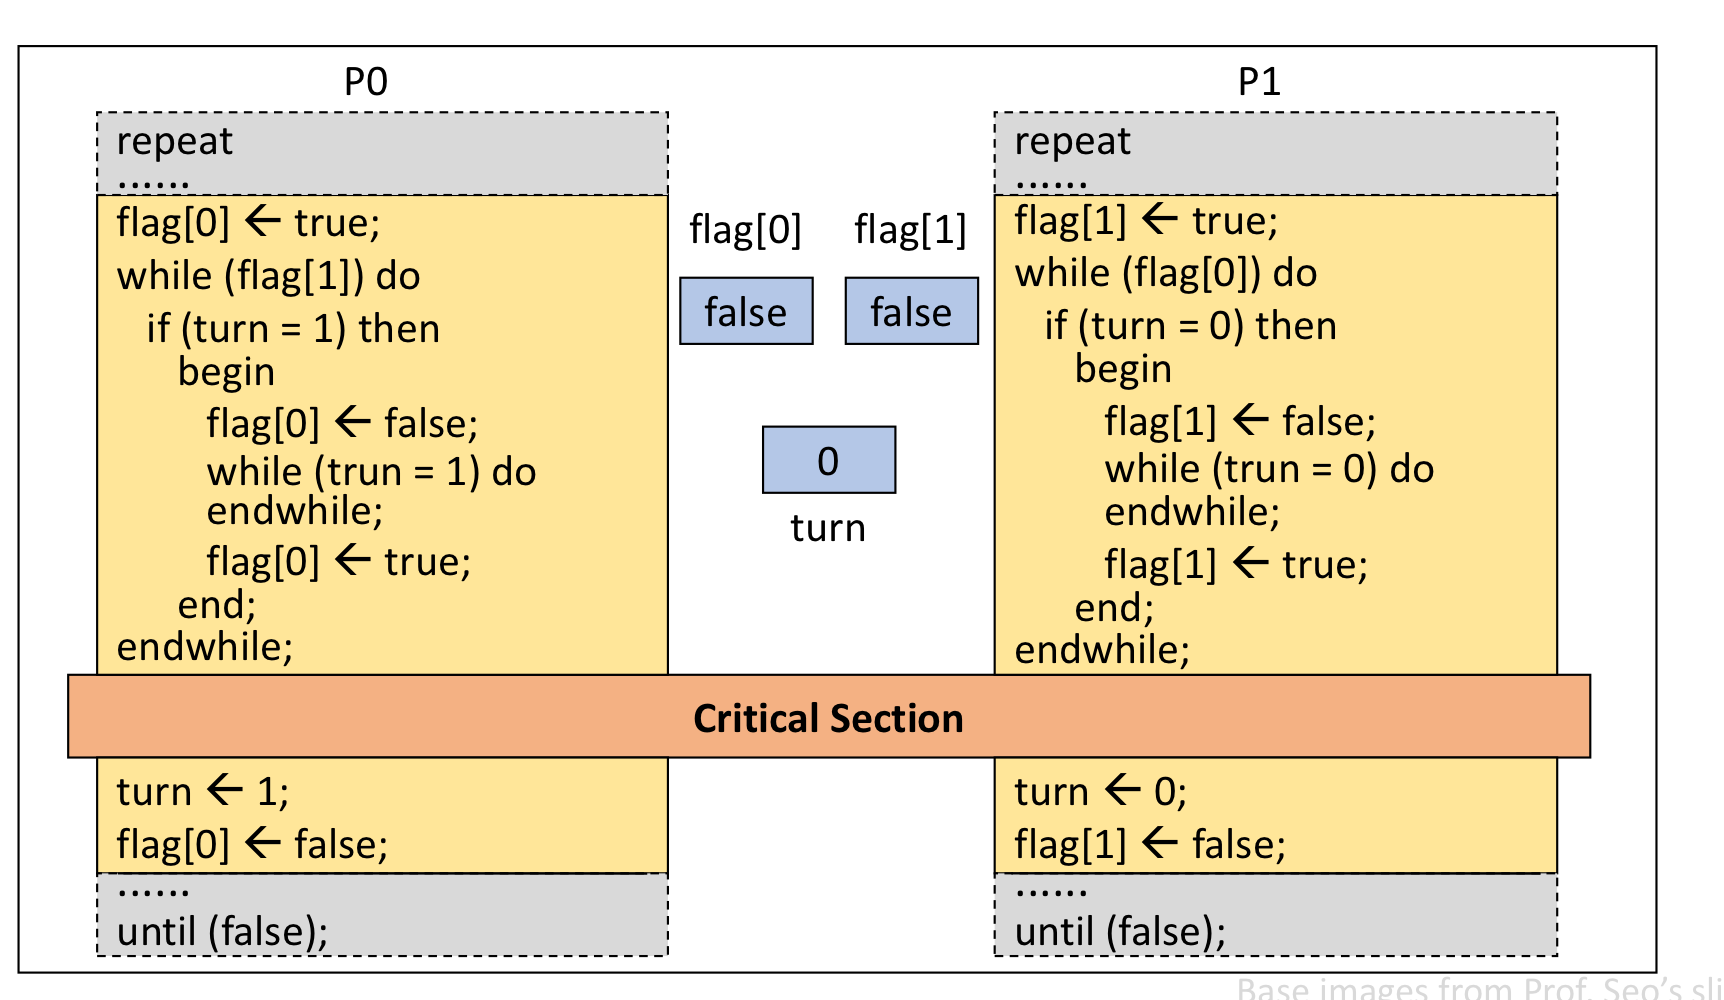 P0
repeat
......
flag[0] ← true;
while (flag[1]) do
if (turn = 1) then
begin
flag[0] ← false;
while (trun = 1) do
endwhile;
flag[0] ← true;
end;
endwhile;
flag[0] flag[1]
false false
0
turn
P1
repeat
......
flag[1] ← true;
while (flag[0]) do
if (turn = 0) then
begin
flag[1] ← false;
while (trun = 0) do
endwhile;
flag[1] ← true;
end;
endwhile;
Critical Section
turn ← 1;
flag[0] ← false;
......
until (false);
turn ← 0;
flag[1] ← false;
......
until (false);
Base images from Prof. Seo's